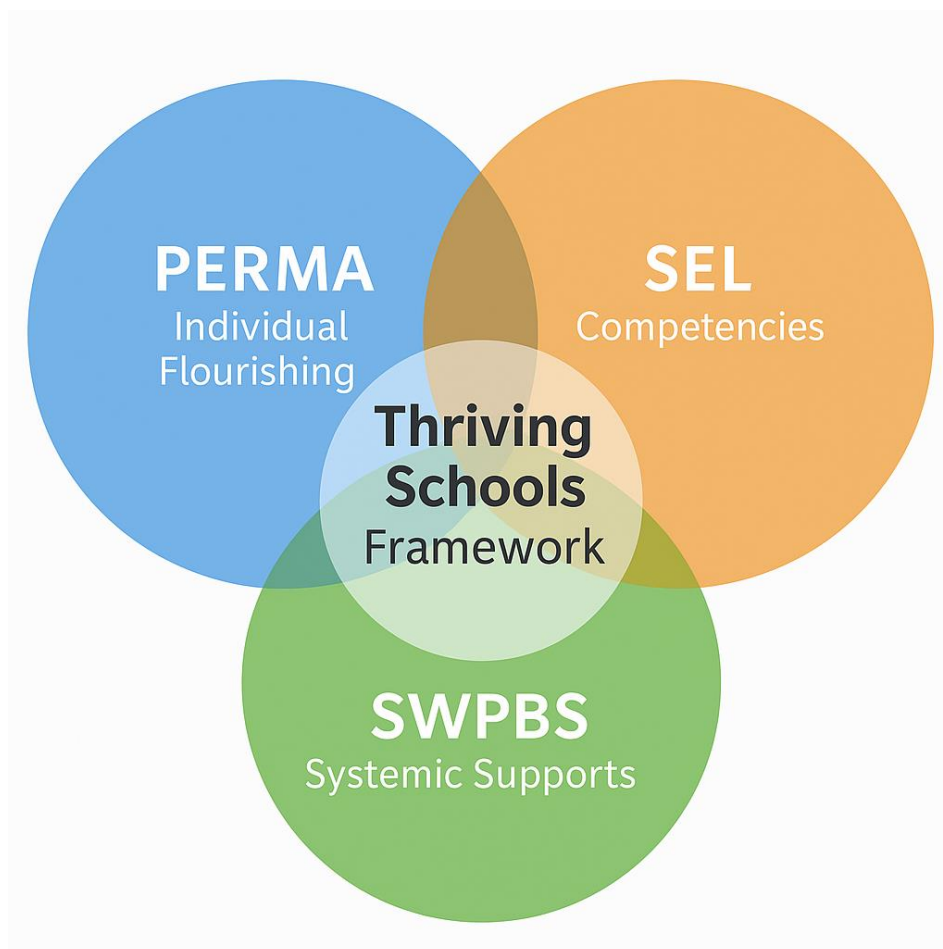 PERMA
Individual
Flourishing
SEL
Competencies
Thriving
Schools
Framework
SWPBS
Systemic Supports